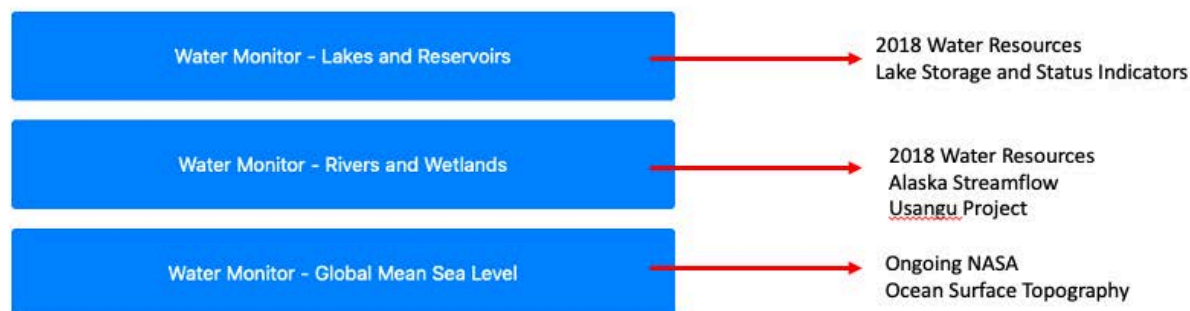 Water Monitor - Lakes and Reservoirs
2018 Water Resources
Lake Storage and Status Indicators
Water Monitor - Rivers and Wetlands
2018 Water Resources
Alaska Streamflow
Usangu Project
Water Monitor - Global Mean Sea Level
Ongoing NASA
Ocean Surface Topography